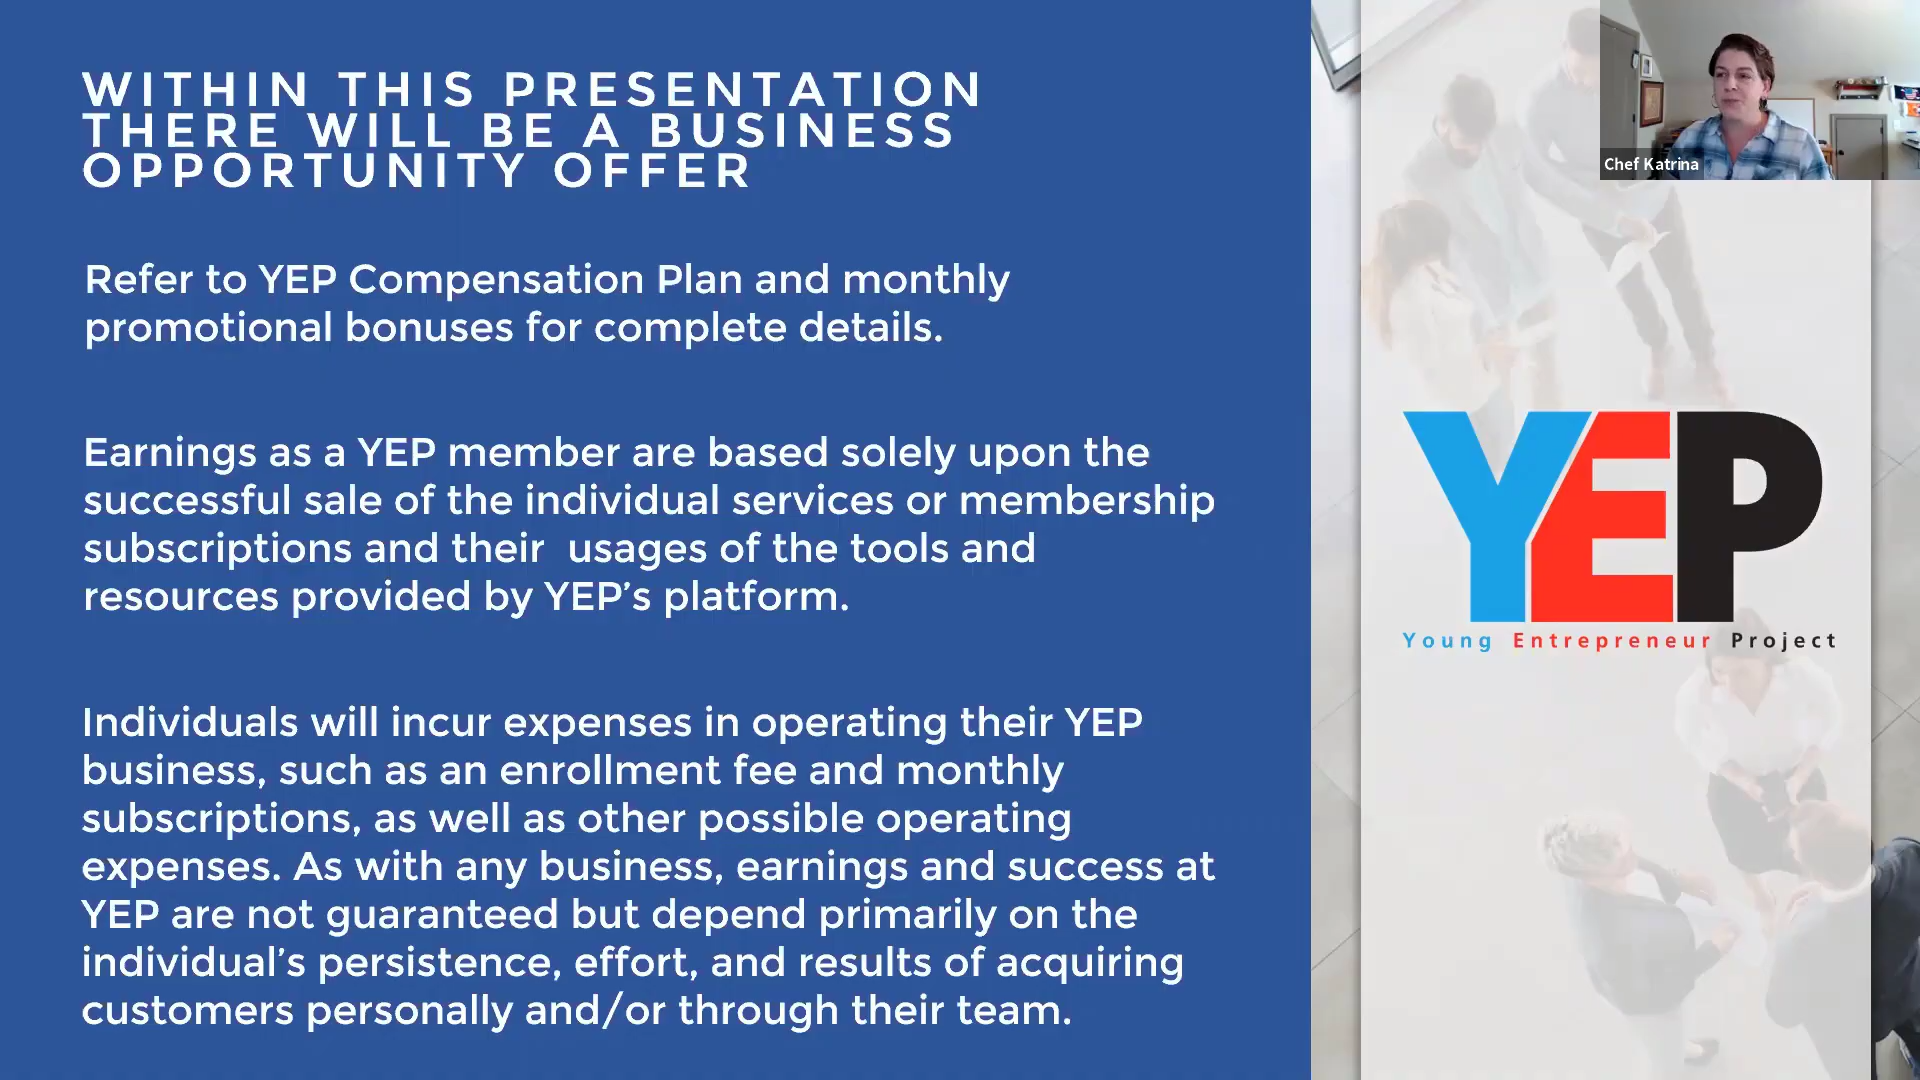 WITHIN THIS PRESENTATION
THERE WILL BE A BUSINESS
OPPORTUNITY OFFER
Refer to YEP Compensation Plan and monthly
promotional bonuses for complete details.
Earnings as a YEP member are based solely upon the
successful sale of the individual services or membership
subscriptions and their  usages of the tools and
resources provided by YEP’s platform.
Individuals will incur expenses in operating their YEP
business, such as an enrollment fee and monthly
subscriptions, as well as other possible operating
expenses. As with any business, earnings and success at
YEP are not guaranteed but depend primarily on the
individual’s persistence, effort, and results of acquiring
customers personally and/or through their team.
Chef Katrina
YEP
Young Entrepreneur Project